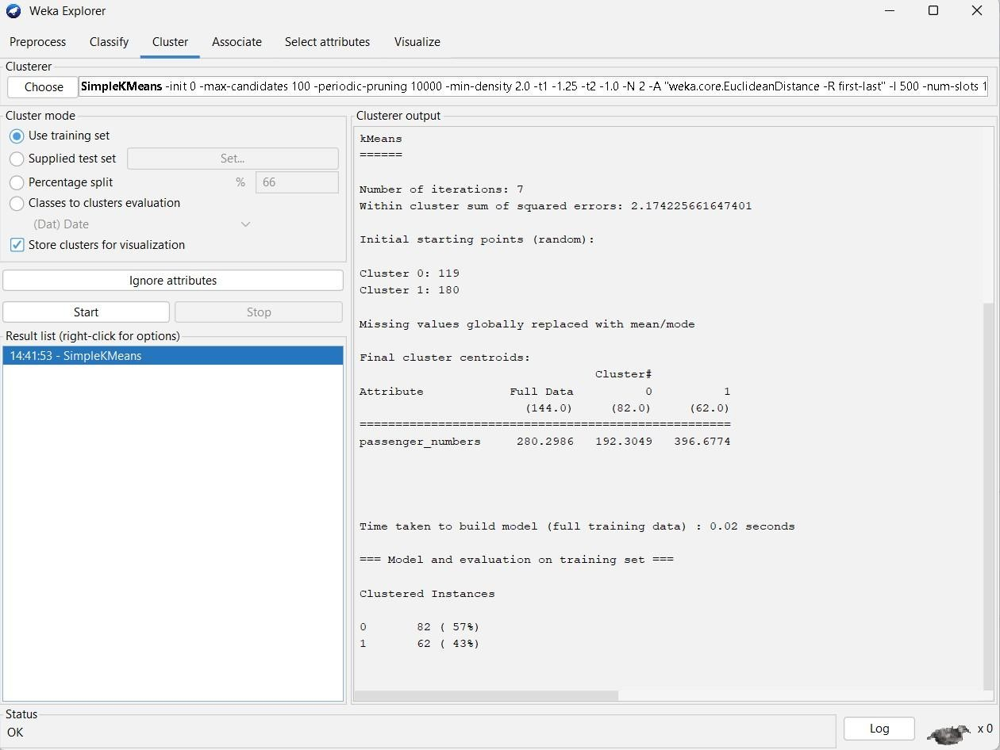 Weka Explorer
Preprocess Classify Cluster Associate Select attributes Visualize
Clusterer
Choose SimpleKMeans -init 0 -max-candidates 100 -periodic-pruning 10000 -min-density 2.0 -t1 -1.25 -t2 -1.0 -N 2 -A "weka.core.EuclideanDistance -R first-last" -I 500 -num-slots 1
Cluster mode
Use training set
Supplied test set Set...
Percentage split % 66
Classes to clusters evaluation
(Dat) Date
Store clusters for visualization
Ignore attributes
Start Stop
Result list (right-click for options)
14:41:53 - SimpleKMeans
Clusterer output
kMeans
======
Number of iterations: 7
Within cluster sum of squared errors: 2.174225661647401
Initial starting points (random):
Cluster 0: 119
Cluster 1: 180
Missing values globally replaced with mean/mode
Final cluster centroids:
Cluster#
Attribute Full Data 0 1
(144.0) (82.0) (62.0)
====================================================
passenger_numbers 280.2986 192.3049 396.6774
Time taken to build model (full training data) : 0.02 seconds
=== Model and evaluation on training set ===
Clustered Instances
0 82 ( 57%)
1 62 ( 43%)
Status
OK
Log x 0